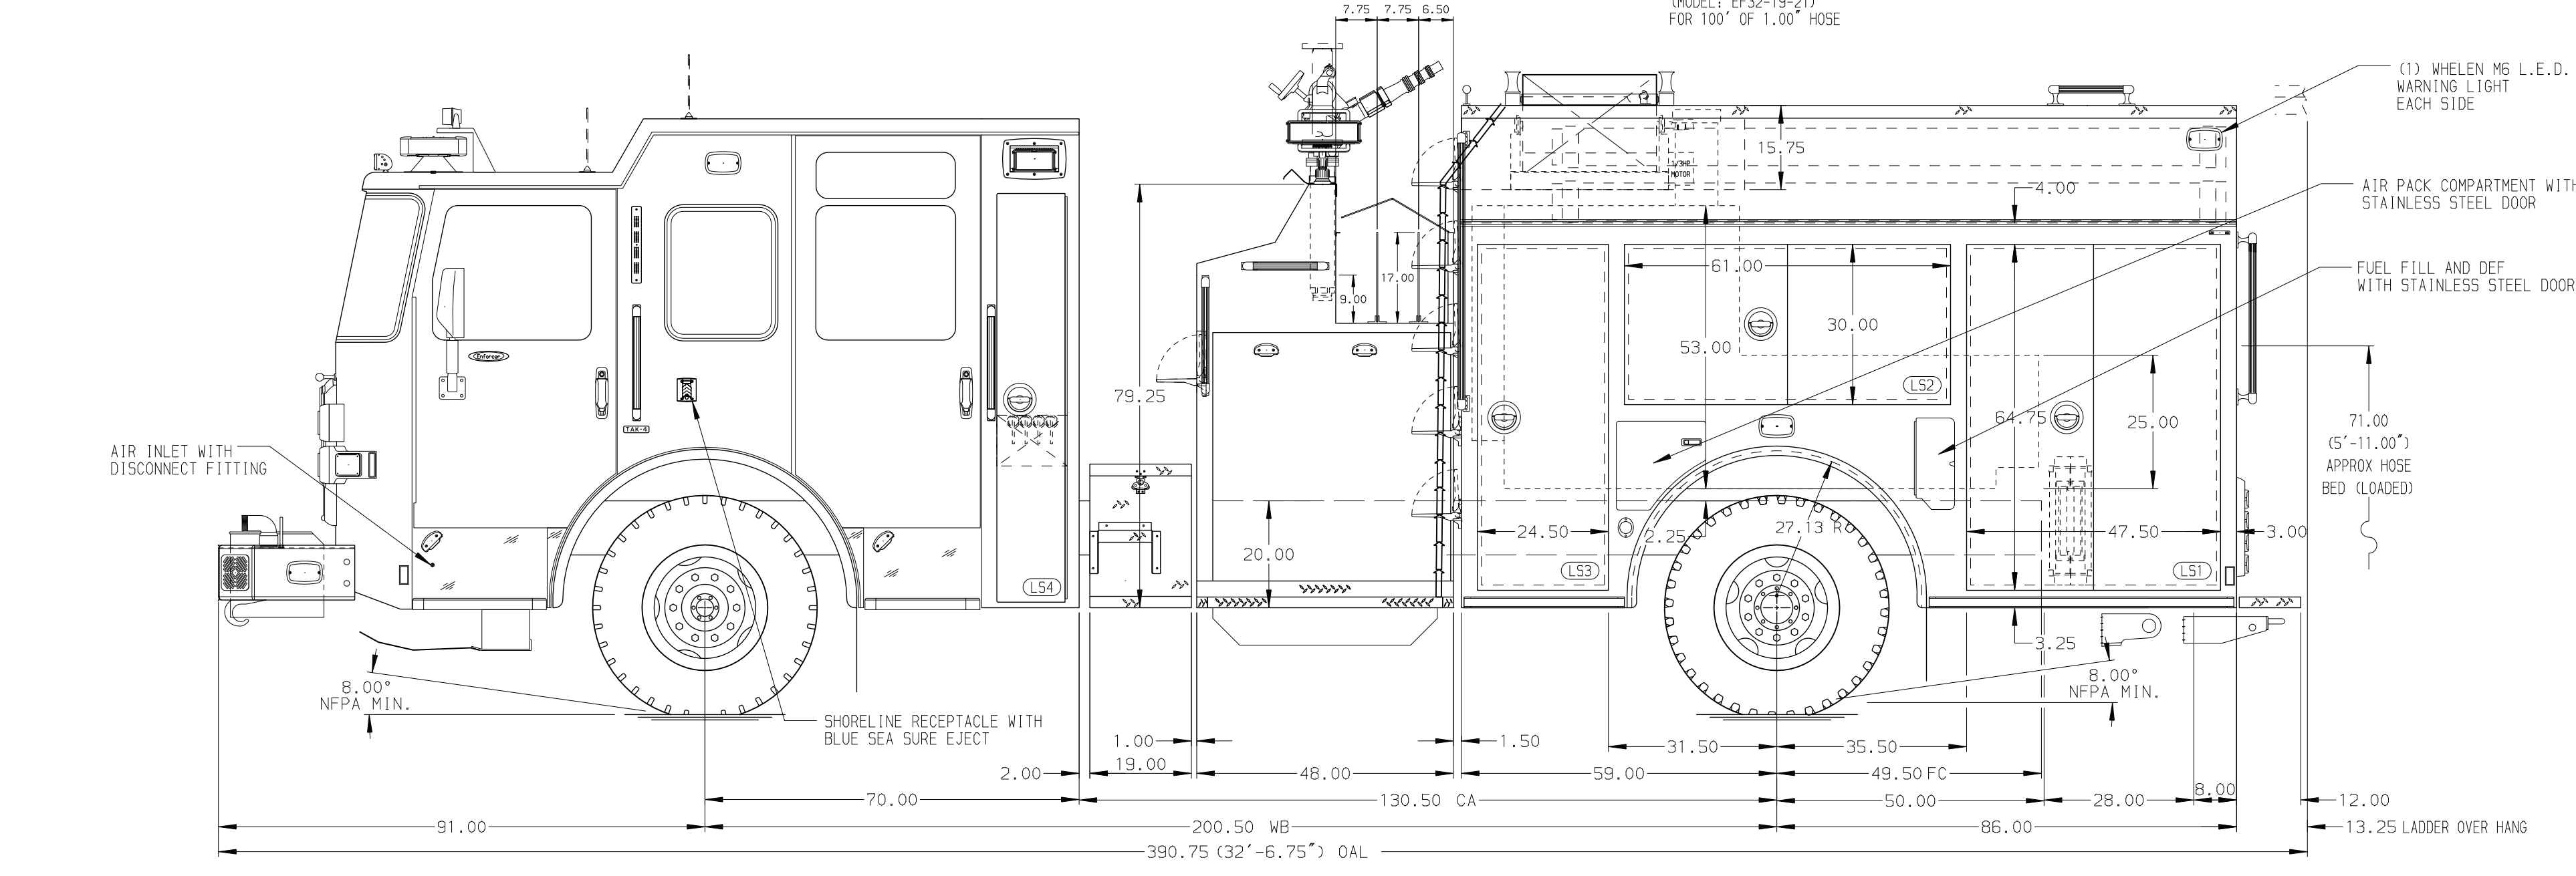 (MODEL: EF32-19-21)
FOR 100' OF 1.00" HOSE
7.75
7.75
6.50
(1) WHELEN M6 L.E.D.
WARNING LIGHT
EACH SIDE
15.75
1/3HP
MOTOR
4.00
AIR PACK COMPARTMENT WITH
STAINLESS STEEL DOOR
FUEL FILL AND DEF
WITH STAINLESS STEEL DOOR
61.00
17.00
9.00
30.00
53.00
Enforcer
LS2
79.25
64.75
25.00
71.00
(5'-11.00")
APPROX HOSE
BED (LOADED)
TAK-4
AIR INLET WITH
DISCONNECT FITTING
24.50
2.25
27.13 R
47.50
3.00
20.00
LS4
LS3
LS1
3.25
8.00°
NFPA MIN.
8.00°
NFPA MIN.
SHORELINE RECEPTACLE WITH
BLUE SEA SURE EJECT
1.00
1.50
31.50
35.50
2.00
19.00
48.00
59.00
49.50 FC
70.00
130.50 CA
50.00
28.00
8.00
12.00
91.00
200.50 WB
86.00
13.25 LADDER OVER HANG
390.75 (32'-6.75") OAL